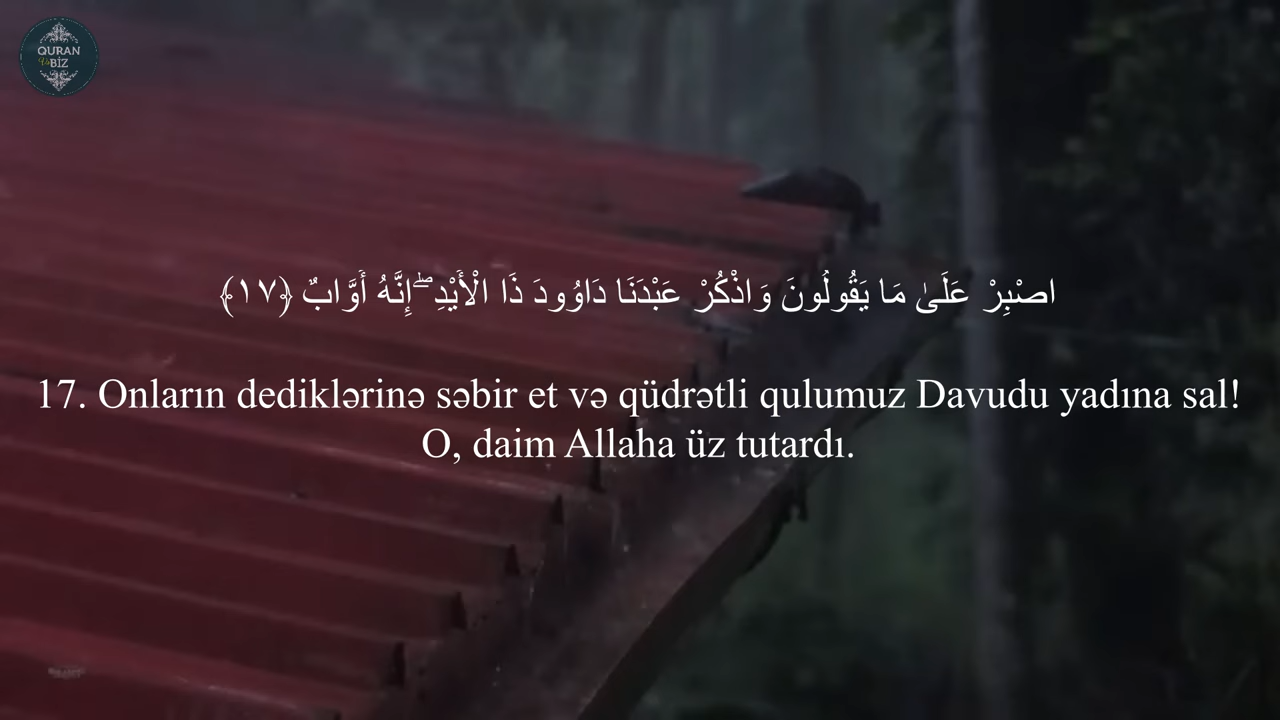 QURAN
Və BİZ
اصْبِرْ عَلَىٰ مَا يَقُولُونَ وَاذْكُرْ عَبْدَنَا دَاوُودَ ذَا الْأَيْدِ ۖ إِنَّهُ أَوَّابٌ ﴿١٧﴾
17. Onların dediklərinə səbir et və qüdrətli qulumuz Davudu yadına sal!
O, daim Allaha üz tutardı.